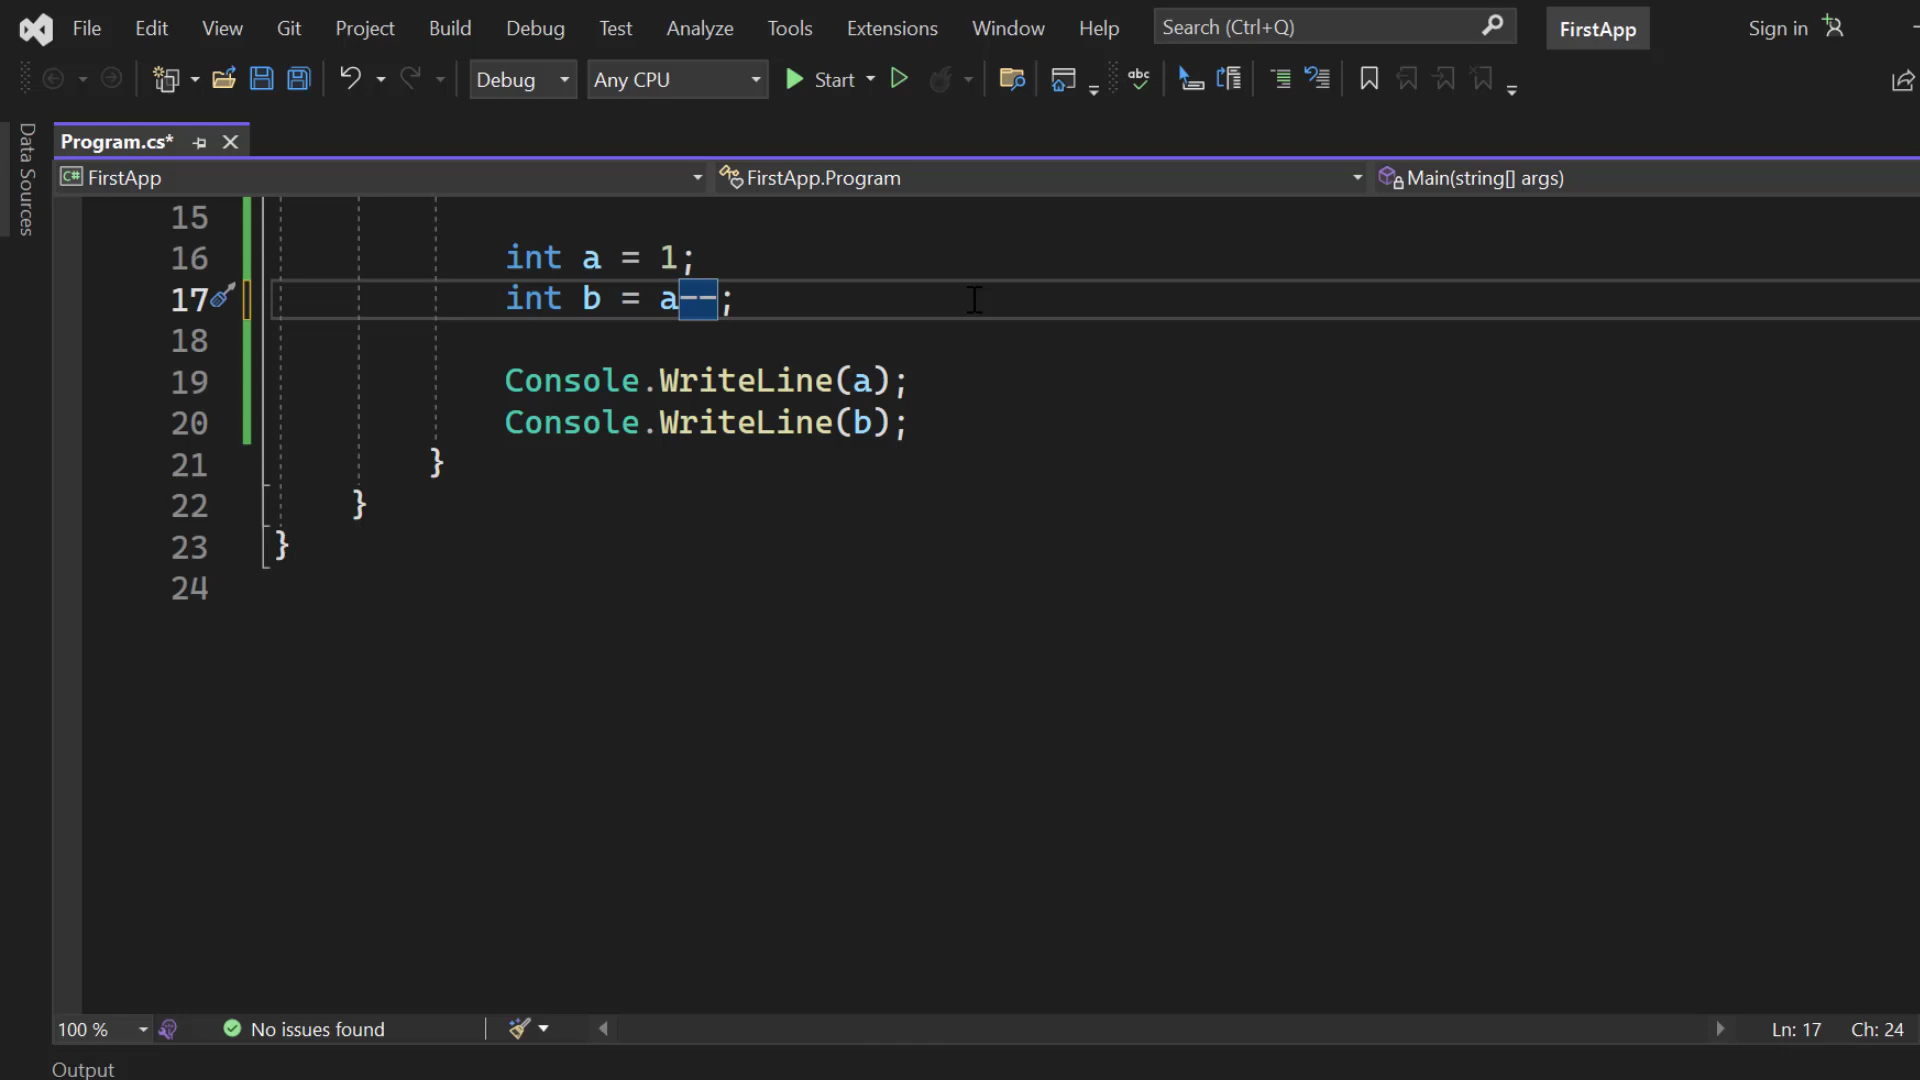 File Edit View Git Project Build Debug Test Analyze Tools Extensions Window Help Search (Ctrl+Q) FirstApp Sign in
Debug Any CPU Start abc
Data Sources
Program.cs*
C# FirstApp FirstApp.Program Main(string[] args)
15
16 int a = 1;
17 int b = a--;
18
19 Console.WriteLine(a);
20 Console.WriteLine(b);
21 }
22 }
23 }
24
100 % No issues found Ln: 17 Ch: 24
Output